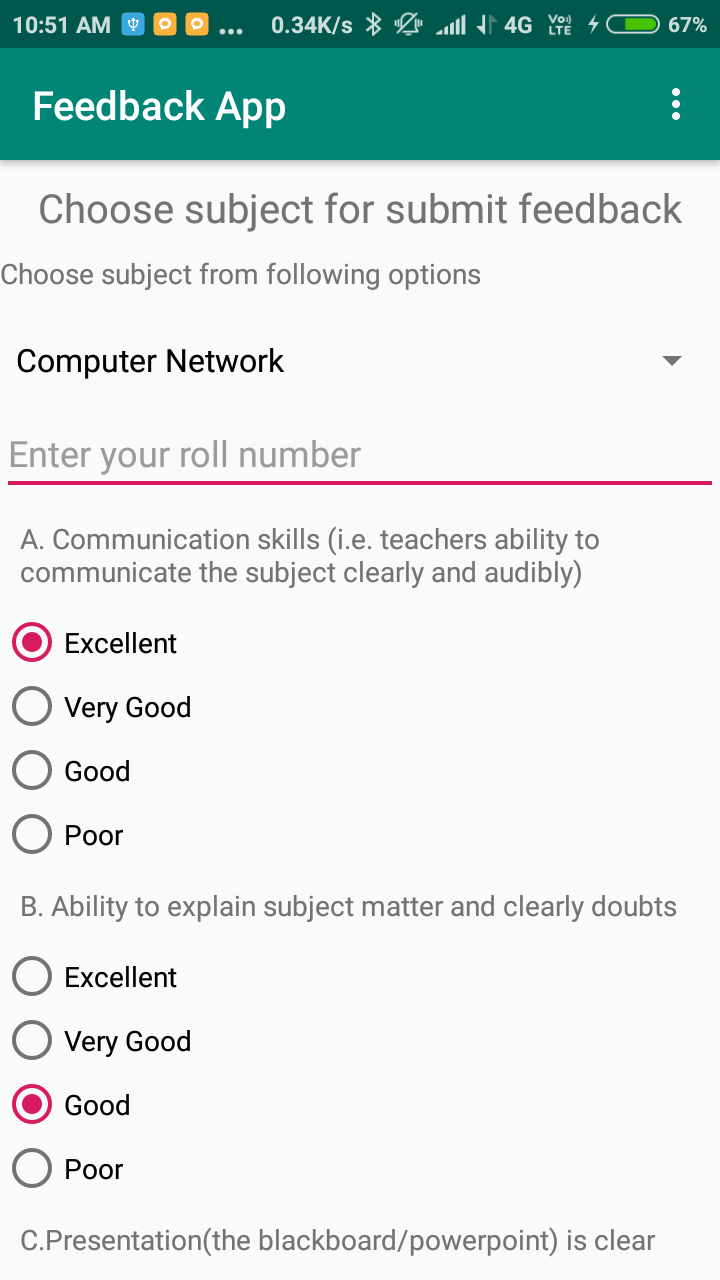 10:51 AM ... 0.34K/s 4G Vo)) LTE 67%
Feedback App
Choose subject for submit feedback
Choose subject from following options
Computer Network
Enter your roll number
A. Communication skills (i.e. teachers ability to
communicate the subject clearly and audibly)
Excellent
Very Good
Good
Poor
B. Ability to explain subject matter and clearly doubts
Excellent
Very Good
Good
Poor
C.Presentation(the blackboard/powerpoint) is clear